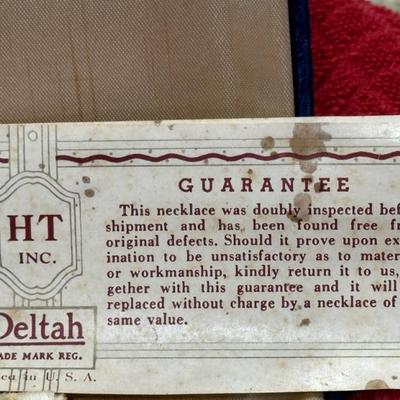 GUARANTEE
This necklace was doubly inspected bef
shipment and has been found free fr
original defects. Should it prove upon ex
ination to be unsatisfactory as to mater
or workmanship, kindly return it to us,
gether with this guarantee and it will
replaced without charge by a necklace of
same value.
HT
INC.
Deltah
ADE MARK REG.
in U. S. A.